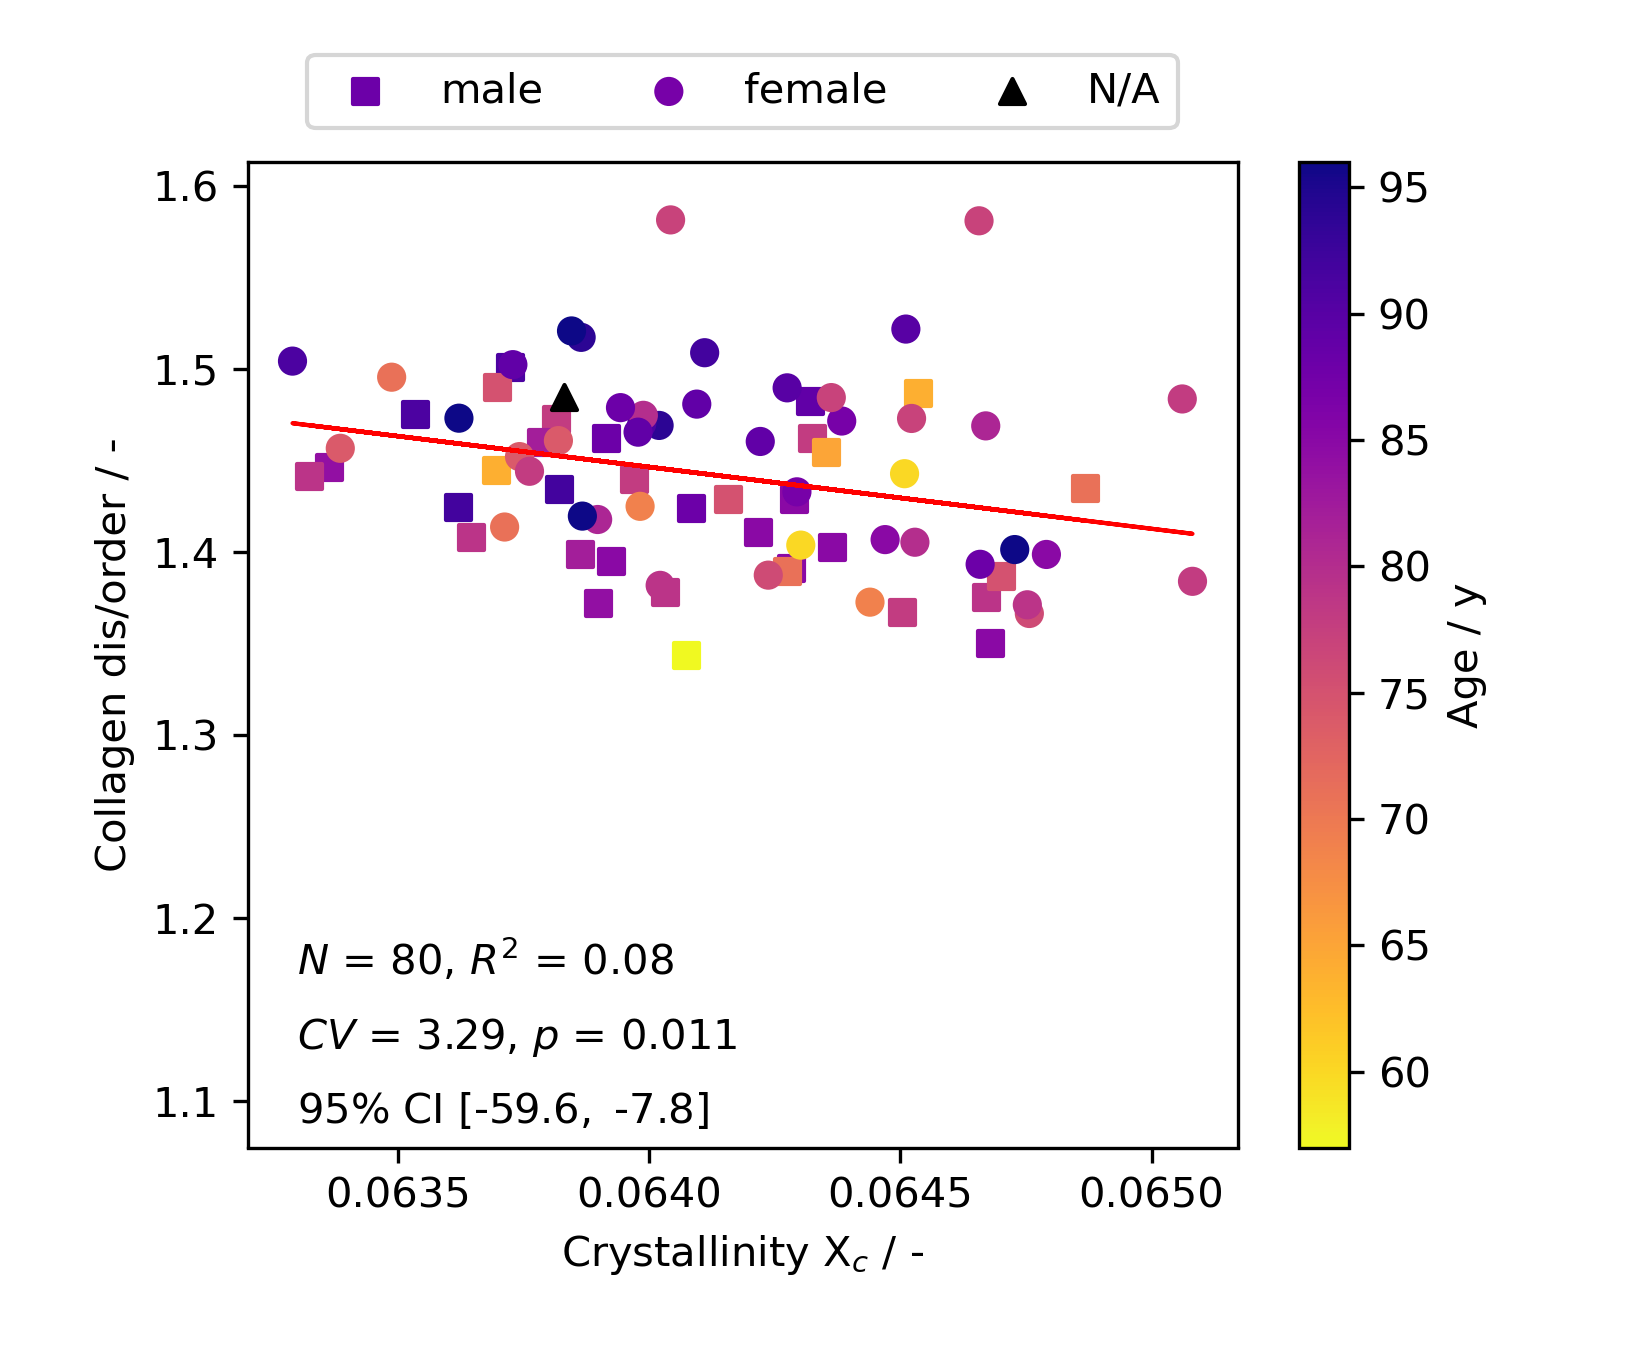 male female N/A
1.6
1.5
1.4
1.3
1.2
1.1
Collagen dis/order / -
N = 80, R² = 0.08
CV = 3.29, p = 0.011
95% CI [-59.6, -7.8]
0.0635 0.0640 0.0645 0.0650
Crystallinity X_c / -
95
90
85
80
75
70
65
60
Age / y